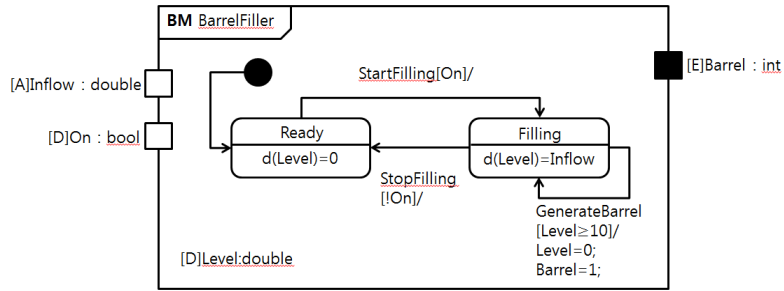 BM BarrelFiller
[A]Inflow : double
[D]On : bool
[E]Barrel : int
StartFilling[On]/
Ready
d(Level)=0
Filling
d(Level)=Inflow
StopFilling
[!On]/
GenerateBarrel
[Level≥10]/
Level=0;
Barrel=1;
[D]Level:double